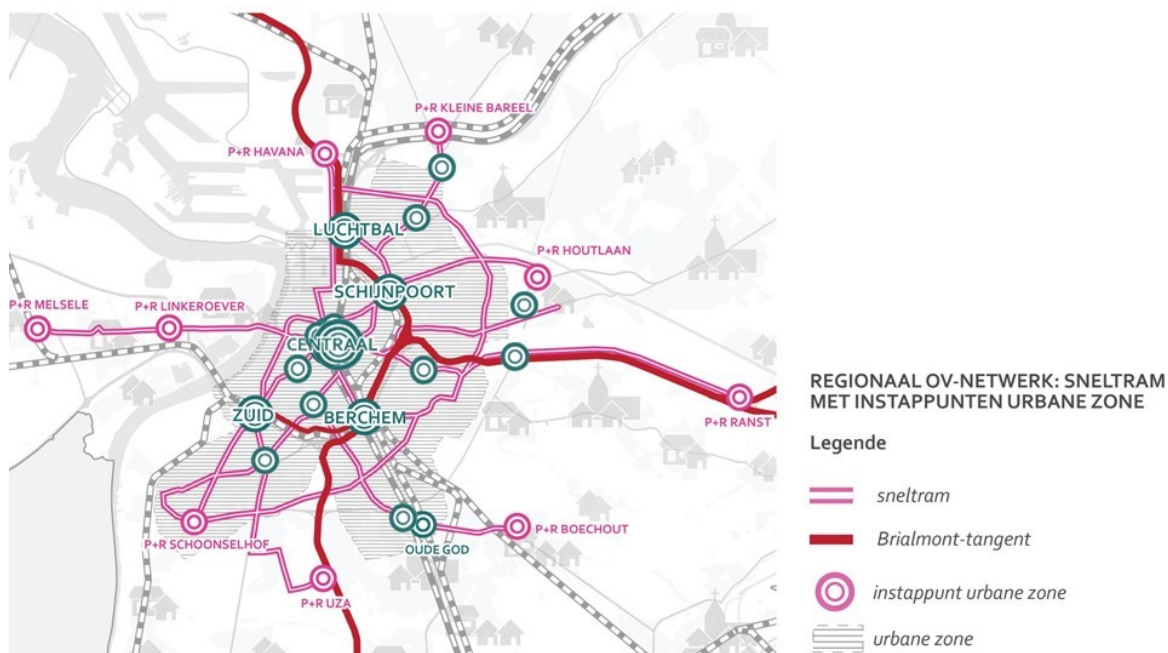 P+R KLEINE BAREEL
P+R HAVANA
LUCHTBAL
P+R HOUTLAAN
SCHIJNPOORT
P+R MELSELE
P+R LINKEROEVER
CENTRAAL
ZUID
BERCHEM
P+R RANST
P+R SCHOONSELHOF
P+R BOECHOUT
OUDE GOD
P+R UZA
REGIONAAL OV-NETWERK: SNELTRAM
MET INSTAPPUNTEN URBANE ZONE
Legende
sneltram
Brialmont-tangent
instappunt urbane zone
urbane zone